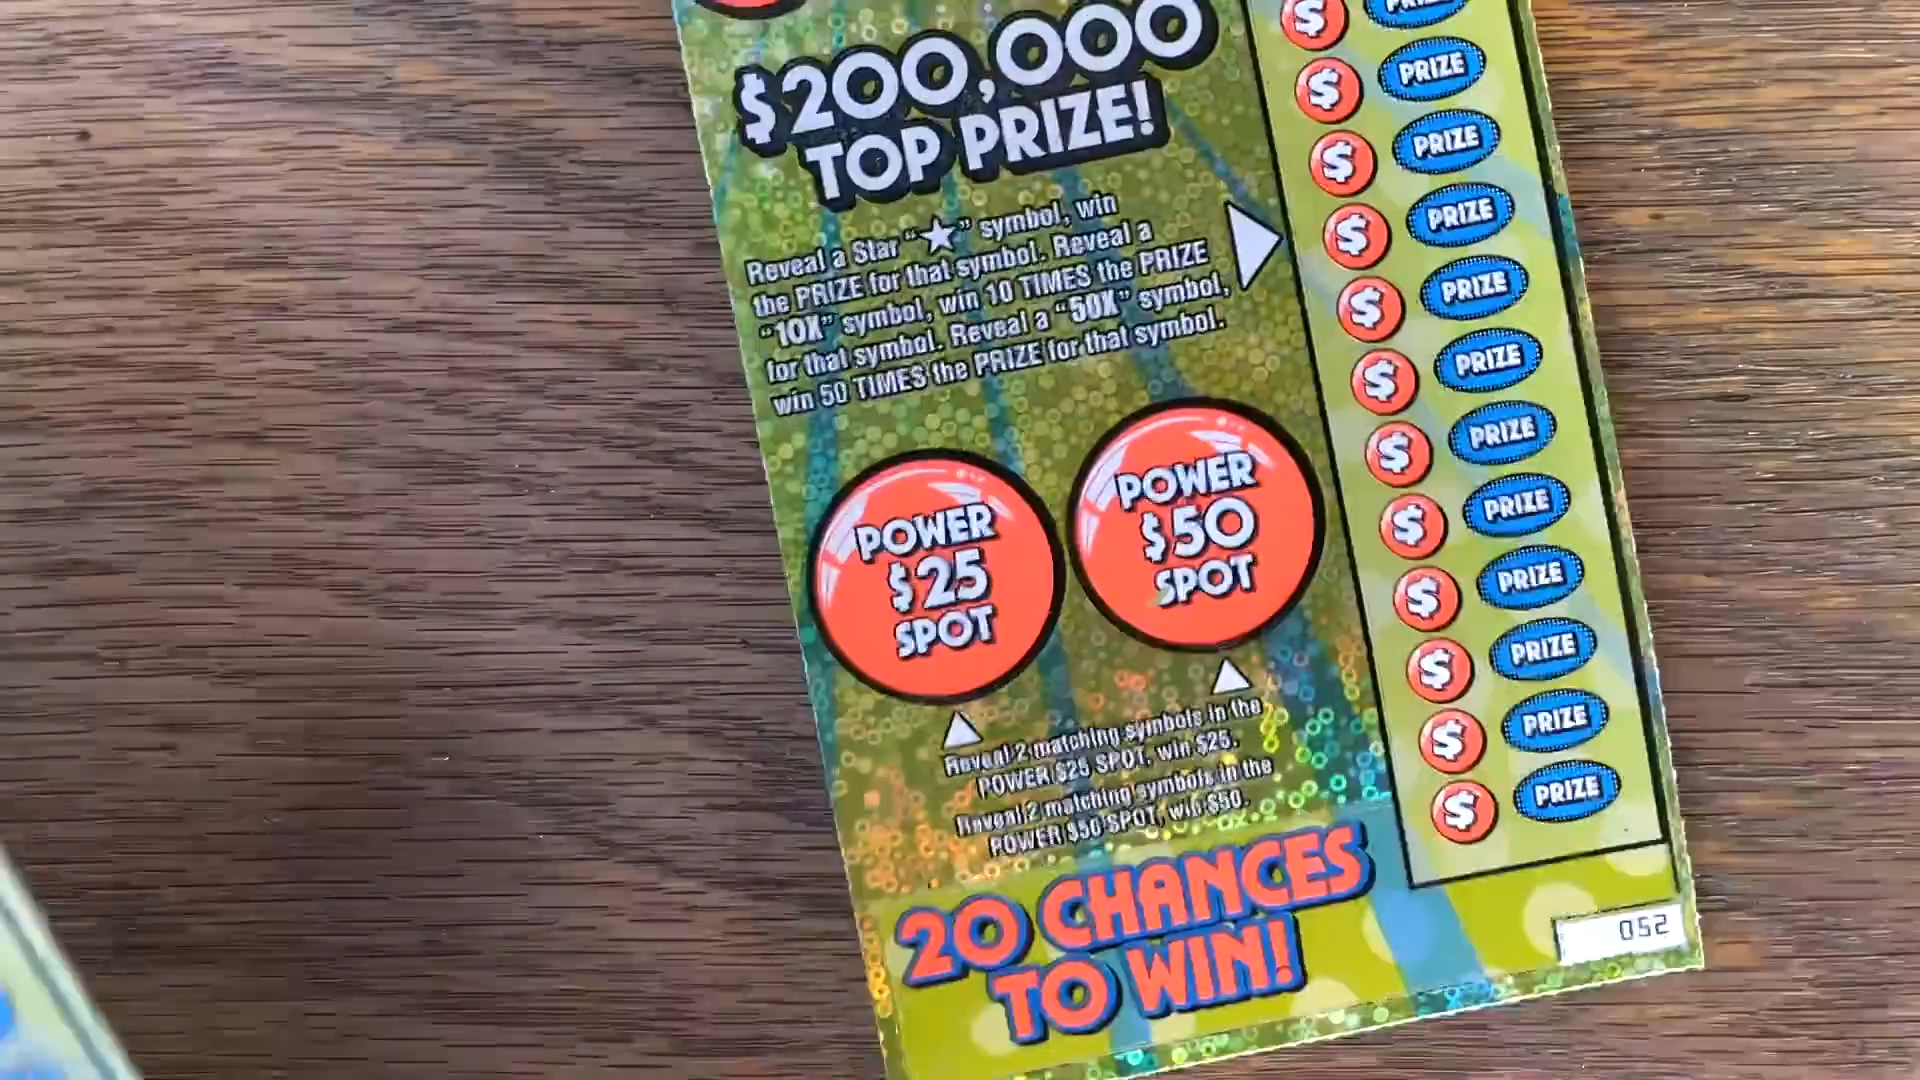 $200,000
TOP PRIZE!
Reveal a Star "★" symbol, win
the PRIZE for that symbol. Reveal a
"10X" symbol, win 10 TIMES the PRIZE
for that symbol. Reveal a "50X" symbol,
win 50 TIMES the PRIZE for that symbol.
POWER
$25
SPOT
POWER
$50
SPOT
Reveal 2 matching symbols in the
POWER $25 SPOT, win $25.
Reveal 2 matching symbols in the
POWER $50 SPOT, win $50.
20 CHANCES
TO WIN!
$ PRIZE
$ PRIZE
$ PRIZE
$ PRIZE
$ PRIZE
$ PRIZE
$ PRIZE
$ PRIZE
$ PRIZE
$ PRIZE
$ PRIZE
$ PRIZE
052